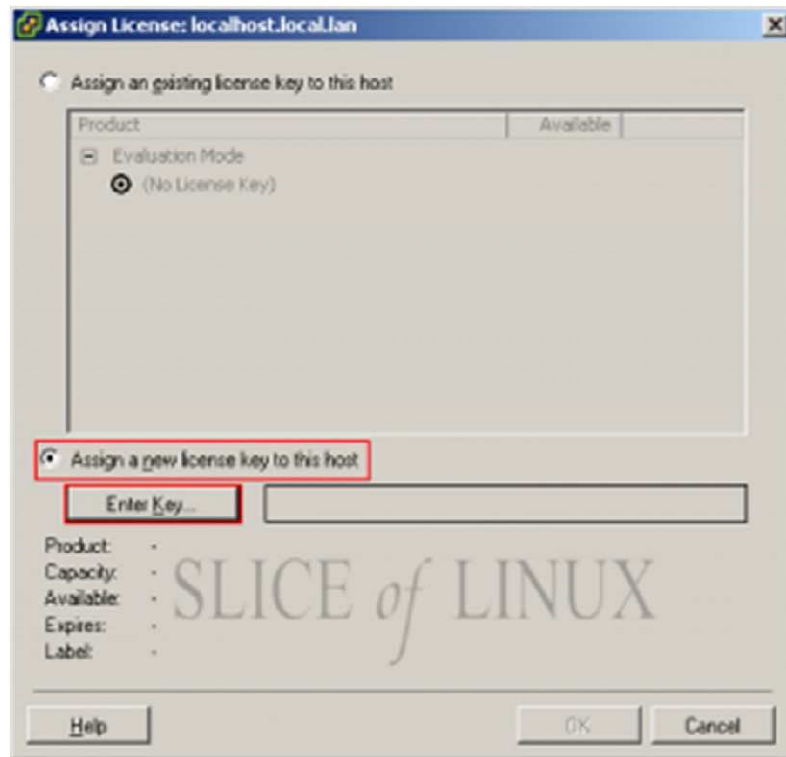 Assign License: localhost.local.lan
Assign an existing license key to this host
Product Available
Evaluation Mode
(No License Key)
Assign a new license key to this host
Enter Key...
Product: -
Capacity: -
Available: -
Expires: -
Label: -
SLICE of LINUX
Help OK Cancel